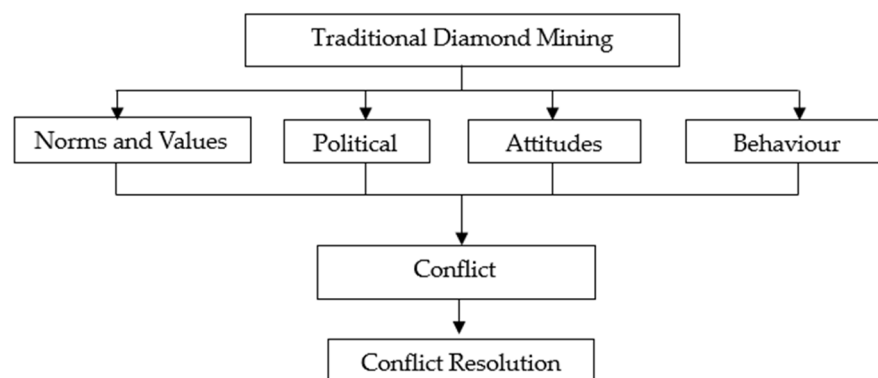 Traditional Diamond Mining
Norms and Values
Political
Attitudes
Behaviour
Conflict
Conflict Resolution